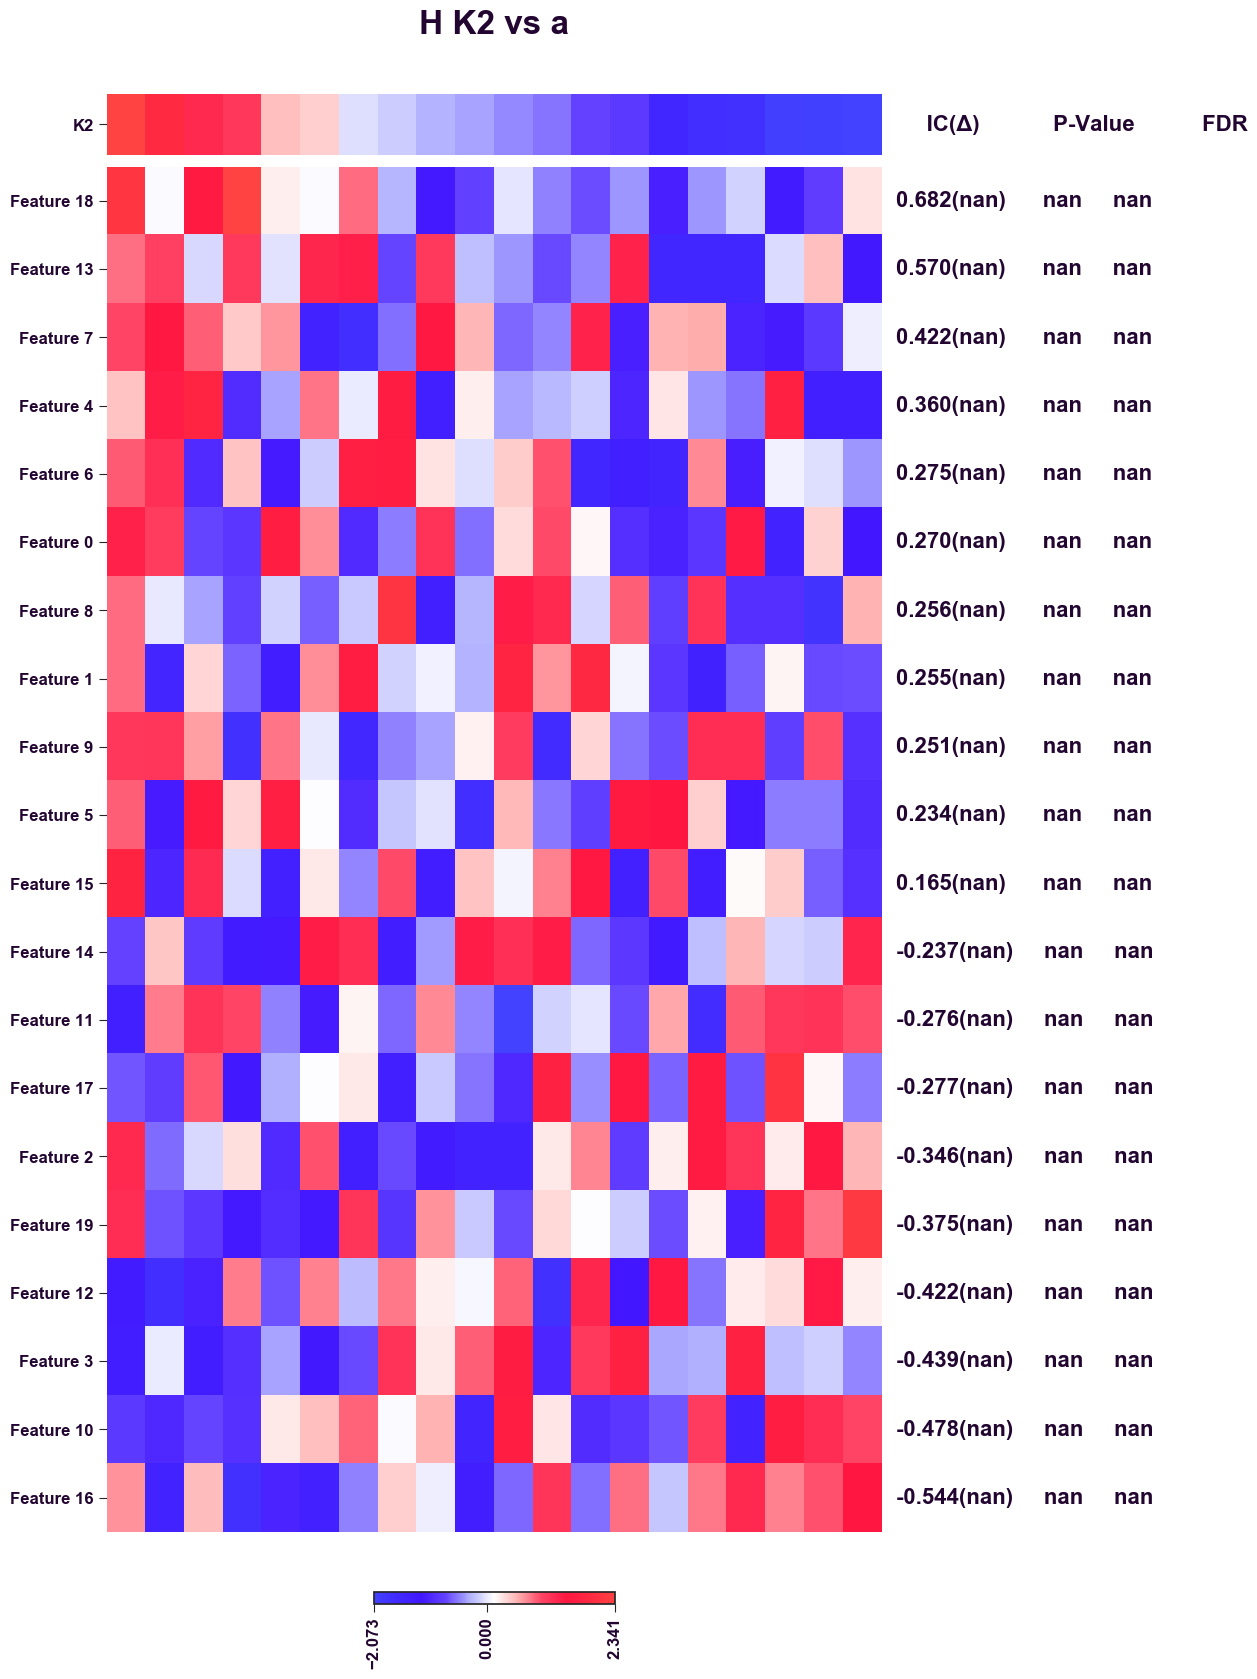 H K2 vs a
K2 IC(Δ) P-Value FDR
Feature 18 0.682(nan) nan nan
Feature 13 0.570(nan) nan nan
Feature 7 0.422(nan) nan nan
Feature 4 0.360(nan) nan nan
Feature 6 0.275(nan) nan nan
Feature 0 0.270(nan) nan nan
Feature 8 0.256(nan) nan nan
Feature 1 0.255(nan) nan nan
Feature 9 0.251(nan) nan nan
Feature 5 0.234(nan) nan nan
Feature 15 0.165(nan) nan nan
Feature 14 -0.237(nan) nan nan
Feature 11 -0.276(nan) nan nan
Feature 17 -0.277(nan) nan nan
Feature 2 -0.346(nan) nan nan
Feature 19 -0.375(nan) nan nan
Feature 12 -0.422(nan) nan nan
Feature 3 -0.439(nan) nan nan
Feature 10 -0.478(nan) nan nan
Feature 16 -0.544(nan) nan nan
−2.073 0.000 2.341